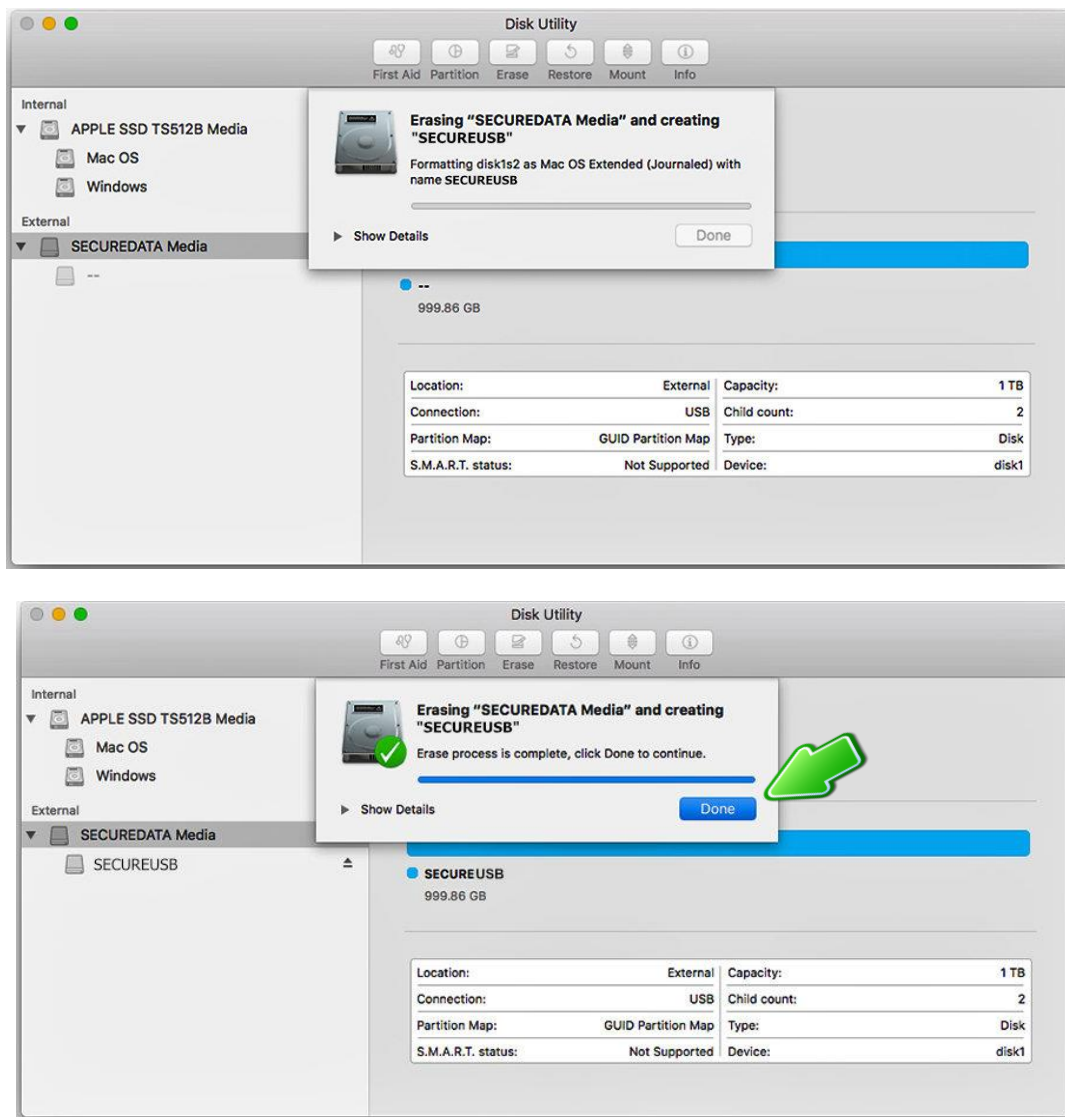 Disk Utility
First Aid Partition Erase Restore Mount Info
Internal
APPLE SSD TS512B Media
Mac OS
Windows
External
SECUREDATA Media
--
Erasing “SECUREDATA Media” and creating
"SECUREUSB"
Formatting disk1s2 as Mac OS Extended (Journaled) with
name SECUREUSB
Show Details Done
--
999.86 GB
Location: External Capacity: 1 TB
Connection: USB Child count: 2
Partition Map: GUID Partition Map Type: Disk
S.M.A.R.T. status: Not Supported Device: disk1
Disk Utility
First Aid Partition Erase Restore Mount Info
Internal
APPLE SSD TS512B Media
Mac OS
Windows
External
SECUREDATA Media
SECUREUSB
Erasing “SECUREDATA Media” and creating
"SECUREUSB"
Erase process is complete, click Done to continue.
Show Details Done
SECUREUSB
999.86 GB
Location: External Capacity: 1 TB
Connection: USB Child count: 2
Partition Map: GUID Partition Map Type: Disk
S.M.A.R.T. status: Not Supported Device: disk1